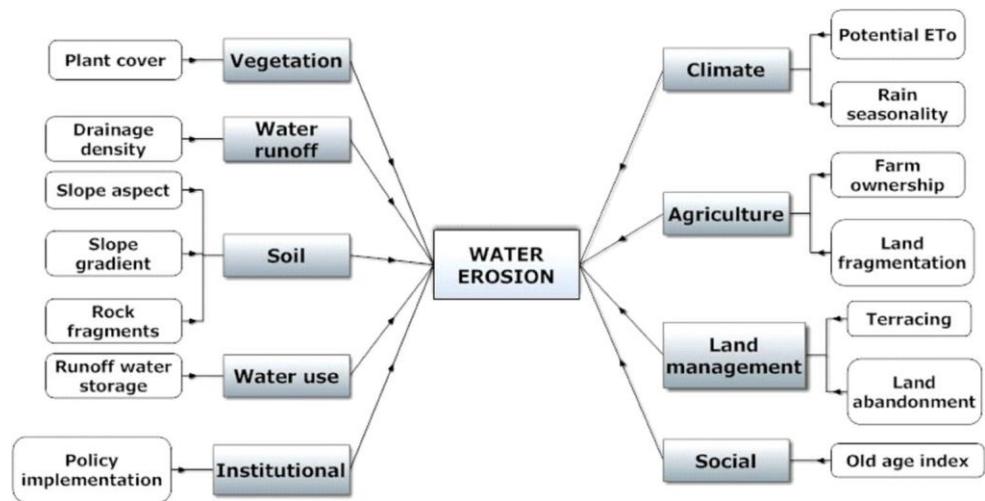 Plant cover
Vegetation
Drainage
density
Water
runoff
Slope aspect
Slope
gradient
Rock
fragments
Soil
Runoff water
storage
Water use
Policy
implementation
Institutional
WATER
EROSION
Climate
Potential ETo
Rain
seasonality
Agriculture
Farm
ownership
Land
fragmentation
Land
management
Terracing
Land
abandonment
Social
Old age index